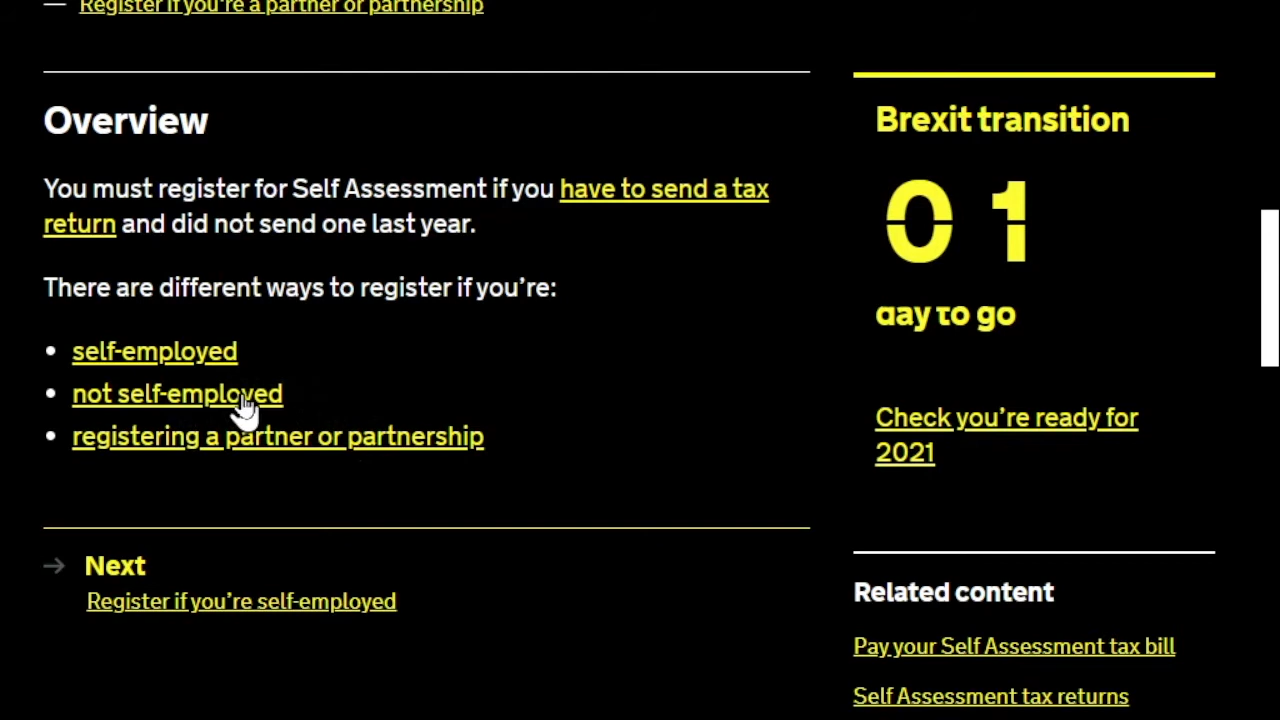 — Register if you're a partner or partnership
Overview
You must register for Self Assessment if you have to send a tax
return and did not send one last year.
There are different ways to register if you're:
• self-employed
• not self-employed
• registering a partner or partnership
→ Next
Register if you're self-employed
Brexit transition
01
day to go
Check you're ready for
2021
Related content
Pay your Self Assessment tax bill
Self Assessment tax returns